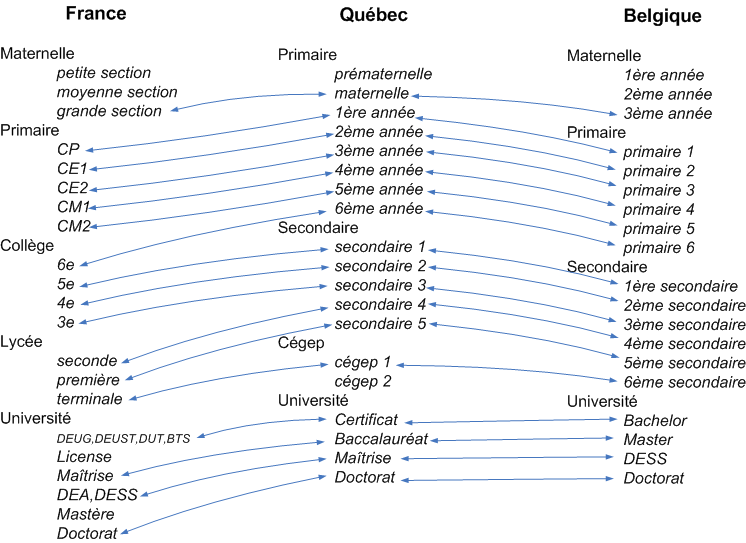 France
Québec
Belgique
Maternelle
petite section
moyenne section
grande section
Primaire
CP
CE1
CE2
CM1
CM2
Collège
6e
5e
4e
3e
Lycée
seconde
première
terminale
Université
DEUG,DEUST,DUT,BTS
License
Maîtrise
DEA,DESS
Mastère
Doctorat
Primaire
prématernelle
maternelle
1ère année
2ème année
3ème année
4ème année
5ème année
6ème année
Secondaire
secondaire 1
secondaire 2
secondaire 3
secondaire 4
secondaire 5
Cégep
cégep 1
cégep 2
Université
Certificat
Baccalauréat
Maîtrise
Doctorat
Maternelle
1ère année
2ème année
3ème année
Primaire
primaire 1
primaire 2
primaire 3
primaire 4
primaire 5
primaire 6
Secondaire
1ère secondaire
2ème secondaire
3ème secondaire
4ème secondaire
5ème secondaire
6ème secondaire
Université
Bachelor
Master
DESS
Doctorat